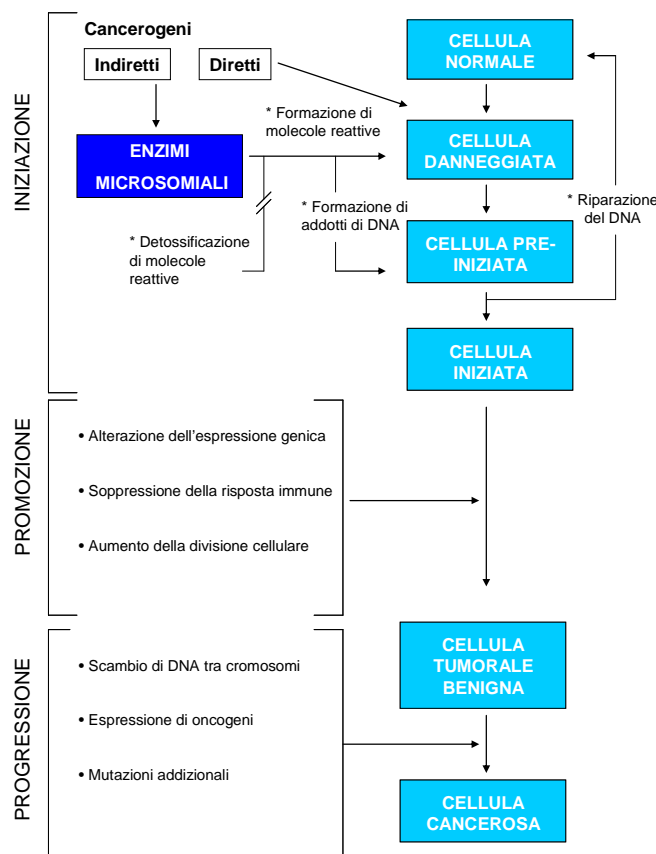 Cancerogeni
Indiretti
Diretti
CELLULA
NORMALE
* Formazione di
molecole reattive
ENZIMI
MICROSOMIALI
CELLULA
DANNEGGIATA
INIZIAZIONE
* Formazione di
addotti di DNA
* Riparazione
del DNA
* Detossificazione
di molecole
reattive
CELLULA PRE-
INIZIATA
CELLULA
INIZIATA
PROMOZIONE
• Alterazione dell'espressione genica
• Soppressione della risposta immune
• Aumento della divisione cellulare
CELLULA
TUMORALE
BENIGNA
PROGRESSIONE
• Scambio di DNA tra cromosomi
• Espressione di oncogeni
• Mutazioni addizionali
CELLULA
CANCEROSA